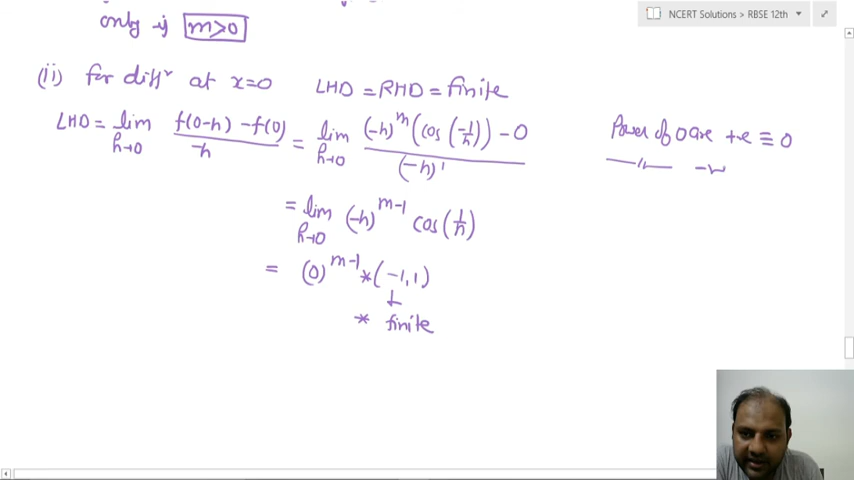 NCERT Solutions > RBSE 12th
only if m>0
(ii) for diffr at x=0 LHD = RHD = finite
LHD = lim h→0 f(0-h) - f(0) / -h = lim h→0 (-h)^m (cos(-1/h)) - 0 / (-h)^1
Power of 0 are +ve ≡ 0
—〃— -ve
= lim h→0 (-h)^m-1 cos(1/h)
= (0)^m-1 * (-1,1)
↓
* finite